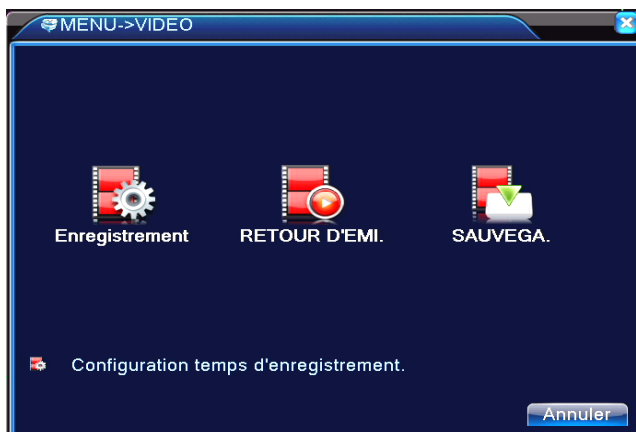 MENU->VIDEO
Enregistrement RETOUR D'EMI. SAUVEGA.
Configuration temps d'enregistrement.
Annuler